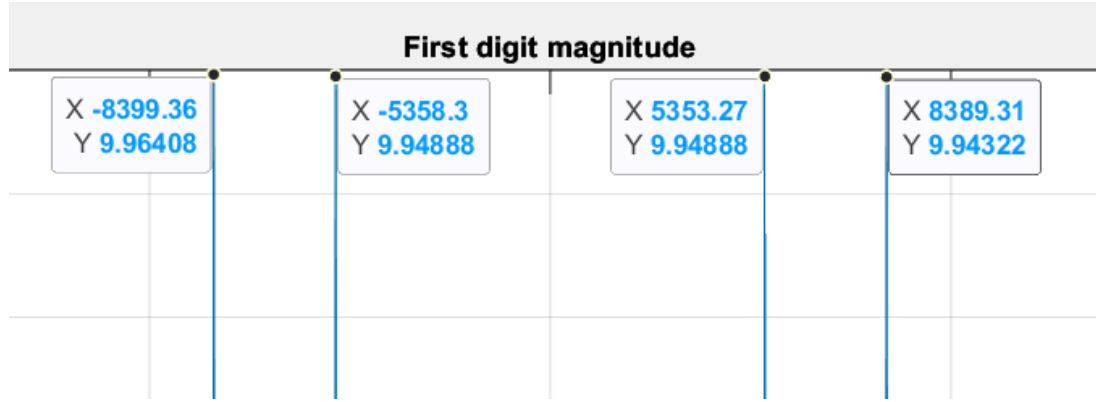 First digit magnitude
X -8399.36
Y 9.96408
X -5358.3
Y 9.94888
X 5353.27
Y 9.94888
X 8389.31
Y 9.94322